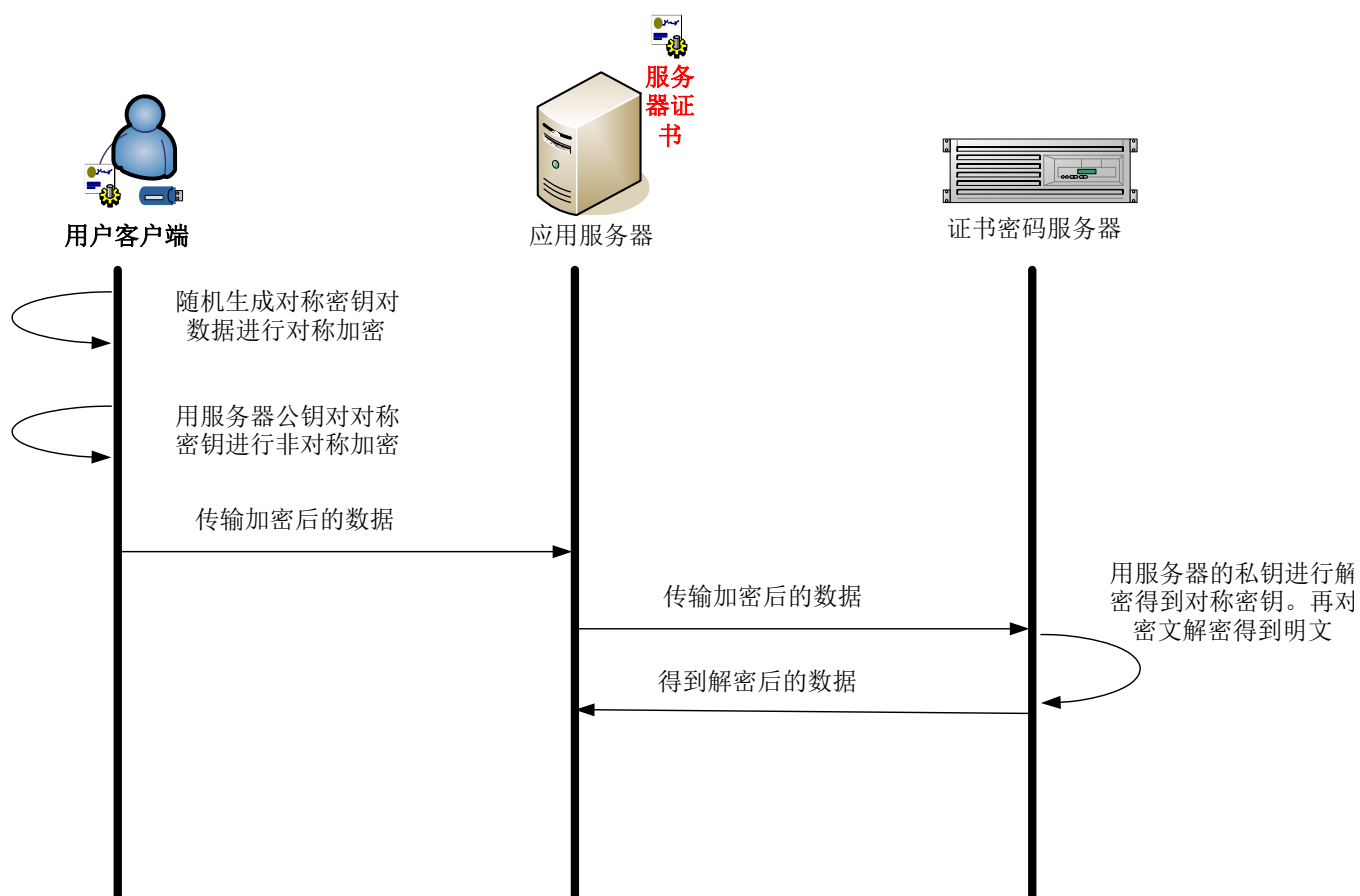 服务
器证
书
用户客户端
应用服务器
证书密码服务器
随机生成对称密钥对
数据进行对称加密
用服务器公钥对对称
密钥进行非对称加密
传输加密后的数据
传输加密后的数据
用服务器的私钥进行解
密得到对称密钥。再对
密文解密得到明文
得到解密后的数据